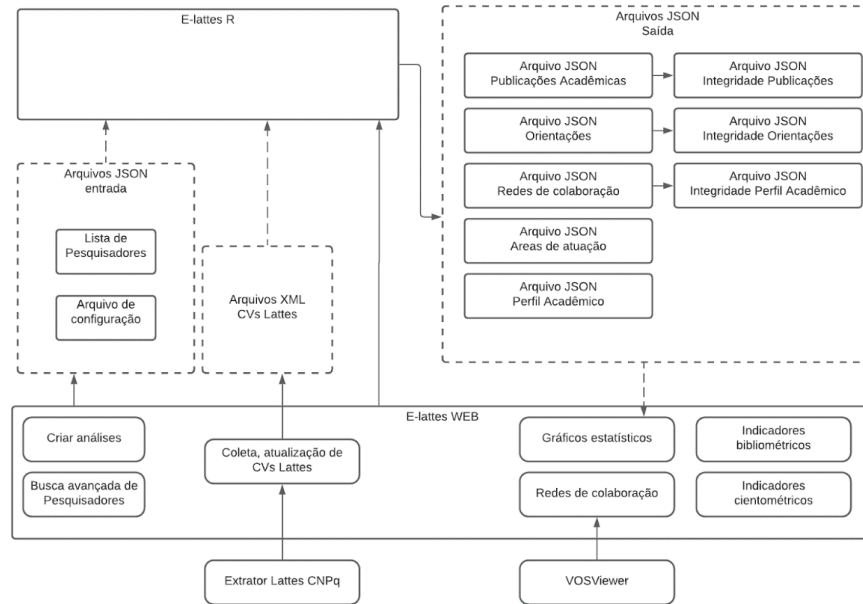 E-lattes R
Arquivos JSON
Saída
Arquivo JSON
Publicações Acadêmicas
Arquivo JSON
Integridade Publicações
Arquivo JSON
Orientações
Arquivo JSON
Integridade Orientações
Arquivo JSON
Redes de colaboração
Arquivo JSON
Integridade Perfil Acadêmico
Arquivo JSON
Areas de atuação
Arquivo JSON
Perfil Acadêmico
Arquivos JSON
entrada
Lista de
Pesquisadores
Arquivo de
configuração
Arquivos XML
CVs Lattes
E-lattes WEB
Criar análises
Busca avançada de
Pesquisadores
Coleta, atualização de
CVs Lattes
Gráficos estatísticos
Redes de colaboração
Indicadores
bibliométricos
Indicadores
cientométricos
Extrator Lattes CNPq
VOSViewer